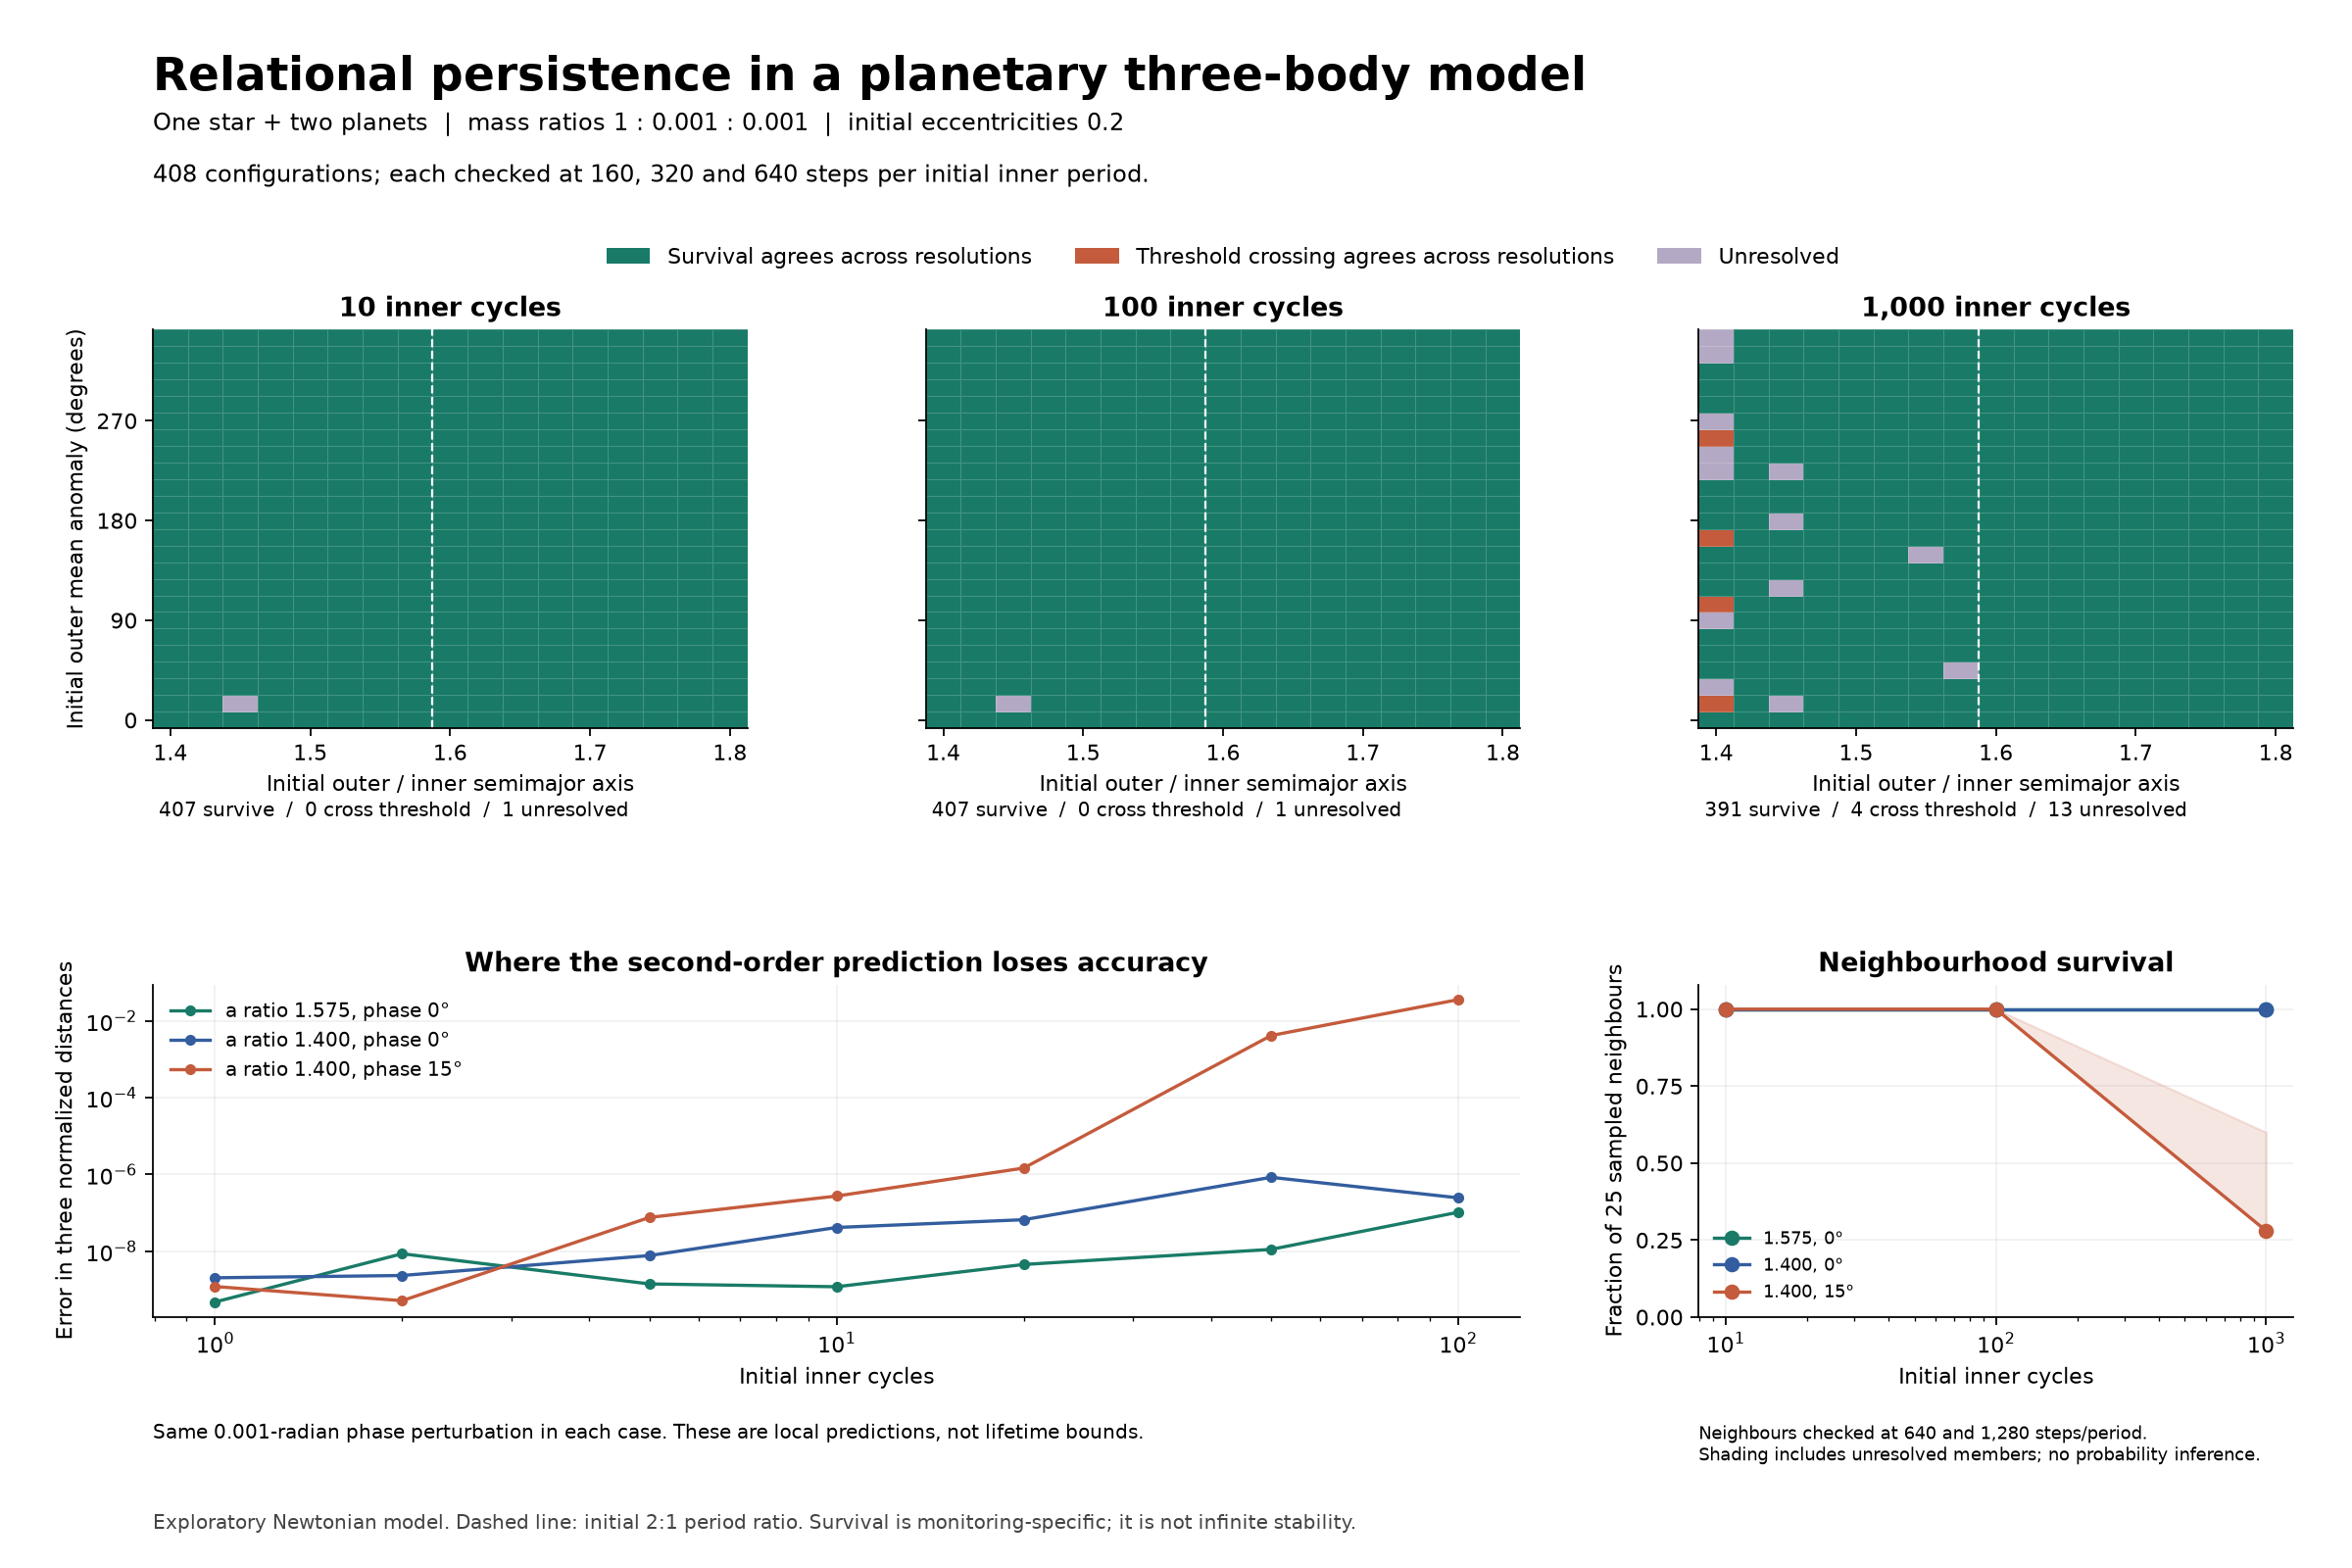 Relational persistence in a planetary three-body model
One star + two planets | mass ratios 1 : 0.001 : 0.001 | initial eccentricities 0.2
408 configurations; each checked at 160, 320 and 640 steps per initial inner period.
Survival agrees across resolutions
Threshold crossing agrees across resolutions
Unresolved
10 inner cycles
Initial outer mean anomaly (degrees)
270
180
90
0
1.4 1.5 1.6 1.7 1.8
Initial outer / inner semimajor axis
407 survive / 0 cross threshold / 1 unresolved
100 inner cycles
1.4 1.5 1.6 1.7 1.8
Initial outer / inner semimajor axis
407 survive / 0 cross threshold / 1 unresolved
1,000 inner cycles
1.4 1.5 1.6 1.7 1.8
Initial outer / inner semimajor axis
391 survive / 4 cross threshold / 13 unresolved
Where the second-order prediction loses accuracy
Error in three normalized distances
10⁻²
10⁻⁴
10⁻⁶
10⁻⁸
a ratio 1.575, phase 0°
a ratio 1.400, phase 0°
a ratio 1.400, phase 15°
10⁰ 10¹ 10²
Initial inner cycles
Same 0.001-radian phase perturbation in each case. These are local predictions, not lifetime bounds.
Neighbourhood survival
Fraction of 25 sampled neighbours
1.00
0.75
0.50
0.25
0.00
1.575, 0°
1.400, 0°
1.400, 15°
10¹ 10² 10³
Initial inner cycles
Neighbours checked at 640 and 1,280 steps/period.
Shading includes unresolved members; no probability inference.
Exploratory Newtonian model. Dashed line: initial 2:1 period ratio. Survival is monitoring-specific; it is not infinite stability.